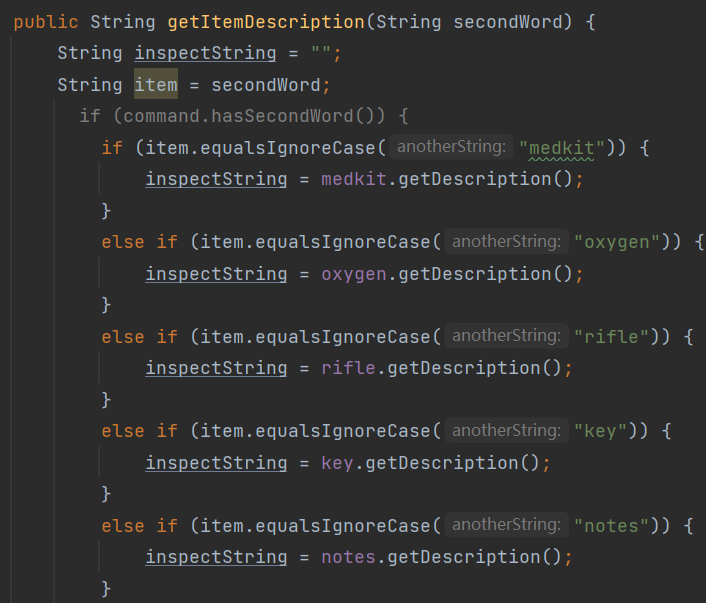 public String getItemDescription(String secondWord) {
    String inspectString = "";
    String item = secondWord;
      if (command.hasSecondWord()) {
        if (item.equalsIgnoreCase( anotherString: "medkit")) {
            inspectString = medkit.getDescription();
        }
        else if (item.equalsIgnoreCase( anotherString: "oxygen")) {
            inspectString = oxygen.getDescription();
        }
        else if (item.equalsIgnoreCase( anotherString: "rifle")) {
            inspectString = rifle.getDescription();
        }
        else if (item.equalsIgnoreCase( anotherString: "key")) {
            inspectString = key.getDescription();
        }
        else if (item.equalsIgnoreCase( anotherString: "notes")) {
            inspectString = notes.getDescription();
        }